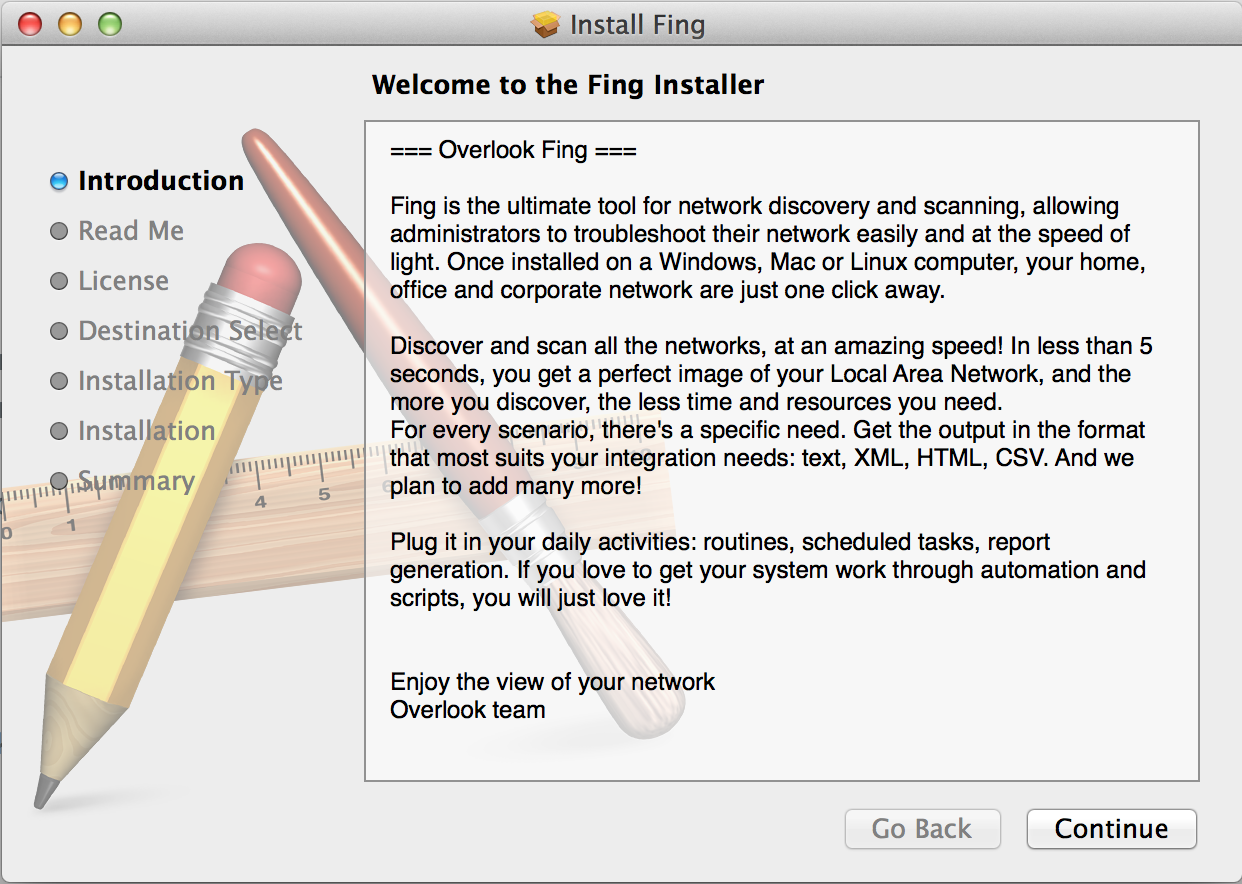 Install Fing
Welcome to the Fing Installer
Introduction
Read Me
License
Destination Select
Installation Type
Installation
Summary
=== Overlook Fing ===
Fing is the ultimate tool for network discovery and scanning, allowing
administrators to troubleshoot their network easily and at the speed of
light. Once installed on a Windows, Mac or Linux computer, your home,
office and corporate network are just one click away.
Discover and scan all the networks, at an amazing speed! In less than 5
seconds, you get a perfect image of your Local Area Network, and the
more you discover, the less time and resources you need.
For every scenario, there's a specific need. Get the output in the format
that most suits your integration needs: text, XML, HTML, CSV. And we
plan to add many more!
Plug it in your daily activities: routines, scheduled tasks, report
generation. If you love to get your system work through automation and
scripts, you will just love it!
Enjoy the view of your network
Overlook team
0 1 4 5 6
Go Back
Continue